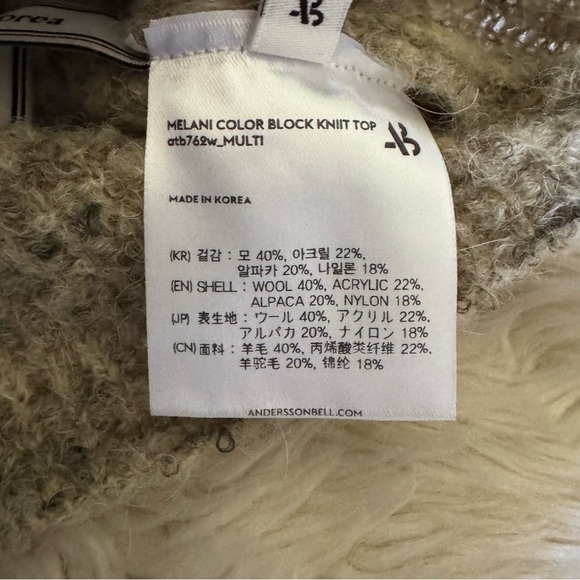 orea
AB
MELANI COLOR BLOCK KNIIT TOP
atb762w_MULTI
AB
MADE IN KOREA
(KR) 겉감 : 모 40%, 아크릴 22%,
알파카 20%, 나일론 18%
(EN) SHELL : WOOL 40%, ACRYLIC 22%,
ALPACA 20%, NYLON 18%
(JP) 表生地 : ウール 40%, アクリル 22%,
アルパカ 20%, ナイロン 18%
(CN) 面料 : 羊毛 40%, 丙烯酸类纤维 22%,
羊驼毛 20%, 锦纶 18%
ANDERSSONBELL.COM